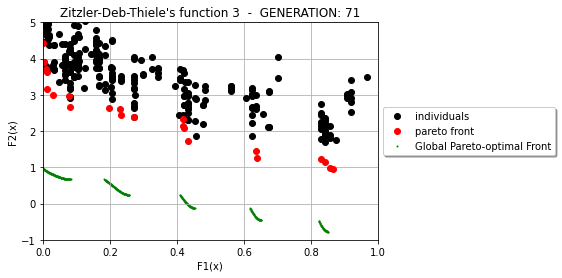 Zitzler-Deb-Thiele's function 3 - GENERATION: 71
5
4
3
2
1
0
-1
F2(x)
0.0 0.2 0.4 0.6 0.8 1.0
F1(x)
individuals
pareto front
Global Pareto-optimal Front